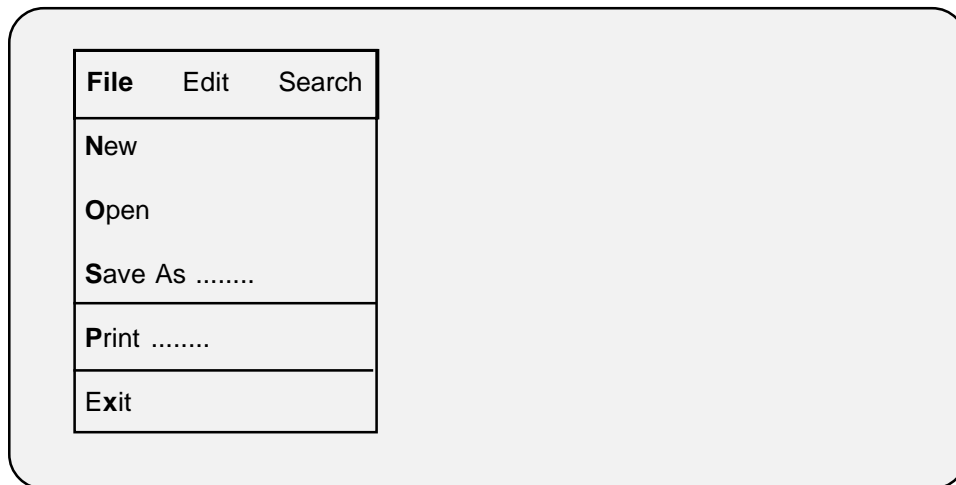 File Edit Search
New
Open
Save As ........
Print ........
Exit